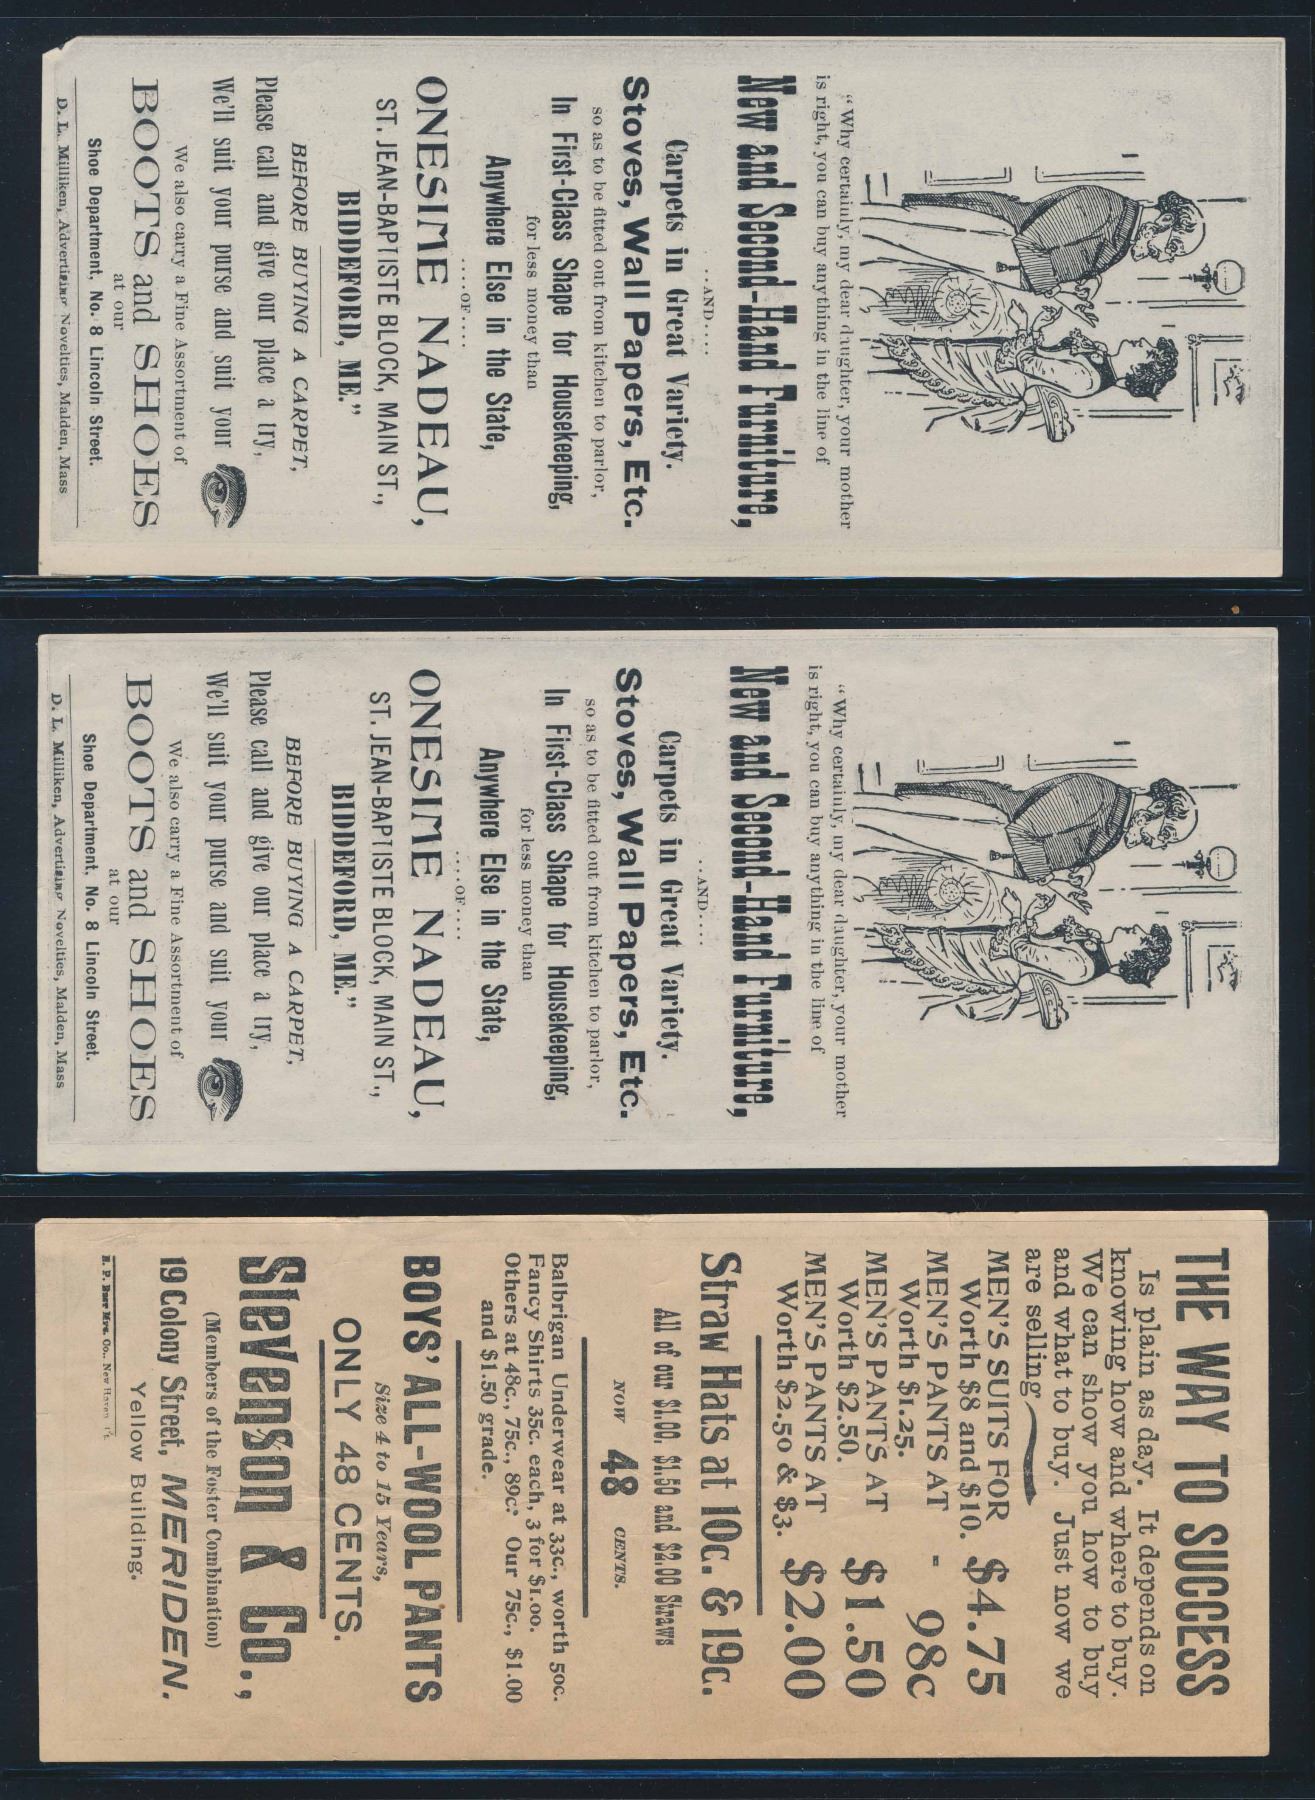 “Why certainly, my dear daughter, your mother
is right, you can buy anything in the line of
New and Second-Hand Furniture,
...AND....
Carpets in Great Variety.
Stoves, Wall Papers, Etc.
so as to be fitted out from kitchen to parlor,
In First-Class Shape for Housekeeping,
for less money than
Anywhere Else in the State,
....OF....
ONESIME NADEAU,
ST. JEAN-BAPTISTE BLOCK, MAIN ST.,
BIDDEFORD, ME.”
BEFORE BUYING A CARPET,
Please call and give our place a try,
We'll suit your purse and suit your
We also carry a Fine Assortment of
BOOTS and SHOES
at our
Shoe Department, No. 8 Lincoln Street.
D. L. Milliken, Advertising Novelties, Malden, Mass
“Why certainly, my dear daughter, your mother
is right, you can buy anything in the line of
New and Second-Hand Furniture,
..AND....
Carpets in Great Variety.
Stoves, Wall Papers, Etc.
so as to be fitted out from kitchen to parlor,
In First-Class Shape for Housekeeping,
for less money than
Anywhere Else in the State,
....OF....
ONESIME NADEAU,
ST. JEAN-BAPTISTE BLOCK, MAIN ST.,
BIDDEFORD, ME.”
BEFORE BUYING A CARPET,
Please call and give our place a try,
We'll suit your purse and suit your
We also carry a Fine Assortment of
BOOTS and SHOES
at our
Shoe Department, No. 8 Lincoln Street.
D. L. Milliken, Advertising Novelties, Malden, Mass
THE WAY TO SUCCESS
Is plain as day. It depends on
knowing how and where to buy.
We can show you how to buy
and what to buy. Just now we
are selling
MEN'S SUITS FOR
Worth $8 and $10. $4.75
MEN'S PANTS AT - 98c
Worth $1.25.
MEN'S PANTS AT $1.50
Worth $2.50.
MEN'S PANTS AT $2.00
Worth $2.50 & $3.
Straw Hats at 10c. & 19c.
All of our $1.00. $1.50 and $2.00 Straws
NOW 48 CENTS.
Balbrigan Underwear at 33c., worth 50c.
Fancy Shirts 35c. each, 3 for $1.00.
Others at 48c., 75c., 89c: Our 75c., $1.00
and $1.50 grade.
BOYS' ALL-WOOL PANTS
Size 4 to 15 Years,
ONLY 48 CENTS.
Stevenson & Co.,
(Members of the Foster Combination)
19 Colony Street, MERIDEN.
Yellow Building.
Mfg. Co., New Haven